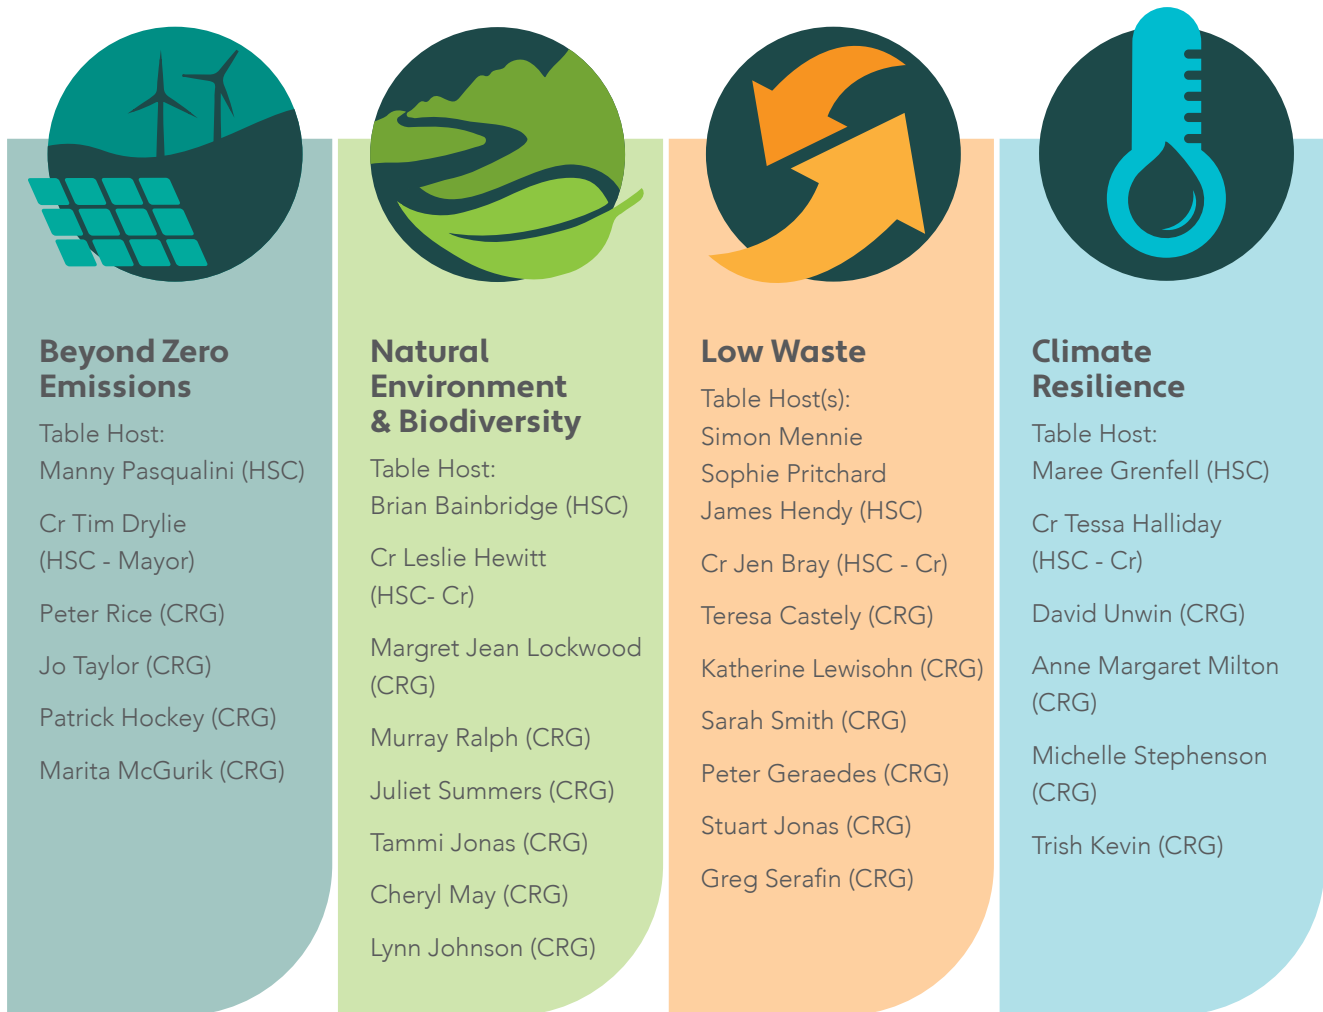 Beyond Zero
Emissions
Table Host:
Manny Pasqualini (HSC)
Cr Tim Drylie
(HSC - Mayor)
Peter Rice (CRG)
Jo Taylor (CRG)
Patrick Hockey (CRG)
Marita McGurik (CRG)
Natural
Environment
& Biodiversity
Table Host:
Brian Bainbridge (HSC)
Cr Leslie Hewitt
(HSC- Cr)
Margret Jean Lockwood
(CRG)
Murray Ralph (CRG)
Juliet Summers (CRG)
Tammi Jonas (CRG)
Cheryl May (CRG)
Lynn Johnson (CRG)
Low Waste
Table Host(s):
Simon Mennie
Sophie Pritchard
James Hendy (HSC)
Cr Jen Bray (HSC - Cr)
Teresa Castely (CRG)
Katherine Lewisohn (CRG)
Sarah Smith (CRG)
Peter Geraedes (CRG)
Stuart Jonas (CRG)
Greg Serafin (CRG)
Climate
Resilience
Table Host:
Maree Grenfell (HSC)
Cr Tessa Halliday
(HSC - Cr)
David Unwin (CRG)
Anne Margaret Milton
(CRG)
Michelle Stephenson
(CRG)
Trish Kevin (CRG)